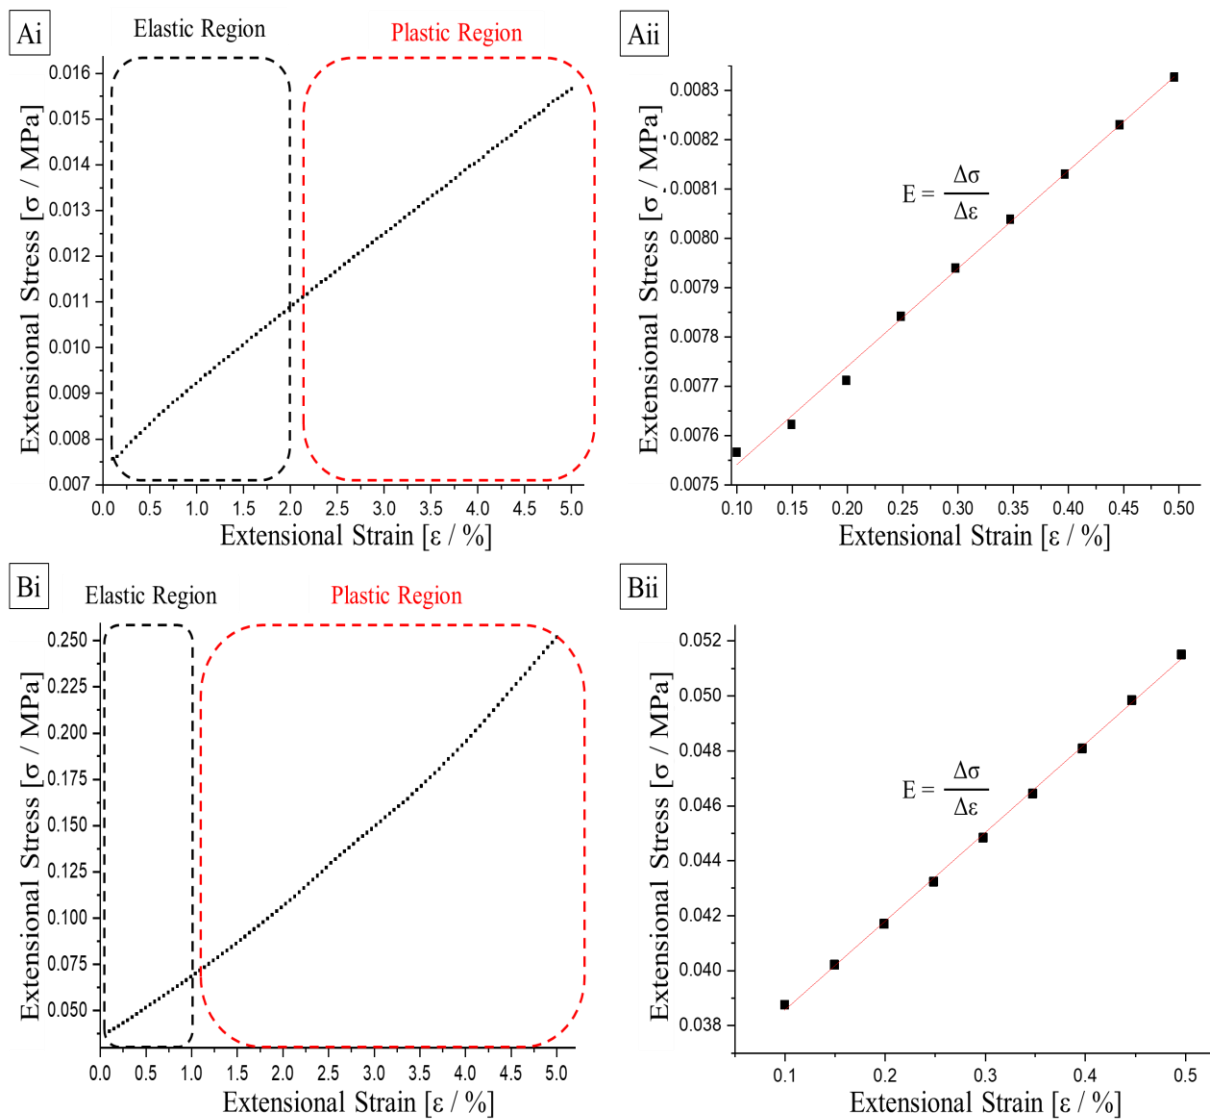 Ai
Elastic Region
Plastic Region
Extensional Stress [σ / MPa]
0.016
0.015
0.014
0.013
0.012
0.011
0.010
0.009
0.008
0.007
0.0 0.5 1.0 1.5 2.0 2.5 3.0 3.5 4.0 4.5 5.0
Extensional Strain [ε / %]
Aii
Extensional Stress [σ / MPa]
0.0083
0.0082
0.0081
0.0080
0.0079
0.0078
0.0077
0.0076
0.0075
E = Δσ
Δε
0.10 0.15 0.20 0.25 0.30 0.35 0.40 0.45 0.50
Extensional Strain [ε / %]
Bi
Elastic Region
Plastic Region
Extensional Stress [σ / MPa]
0.250
0.225
0.200
0.175
0.150
0.125
0.100
0.075
0.050
0.0 0.5 1.0 1.5 2.0 2.5 3.0 3.5 4.0 4.5 5.0
Extensional Strain [ε / %]
Bii
Extensional Stress [σ / MPa]
0.052
0.050
0.048
0.046
0.044
0.042
0.040
0.038
E = Δσ
Δε
0.1 0.2 0.3 0.4 0.5
Extensional Strain [ε / %]